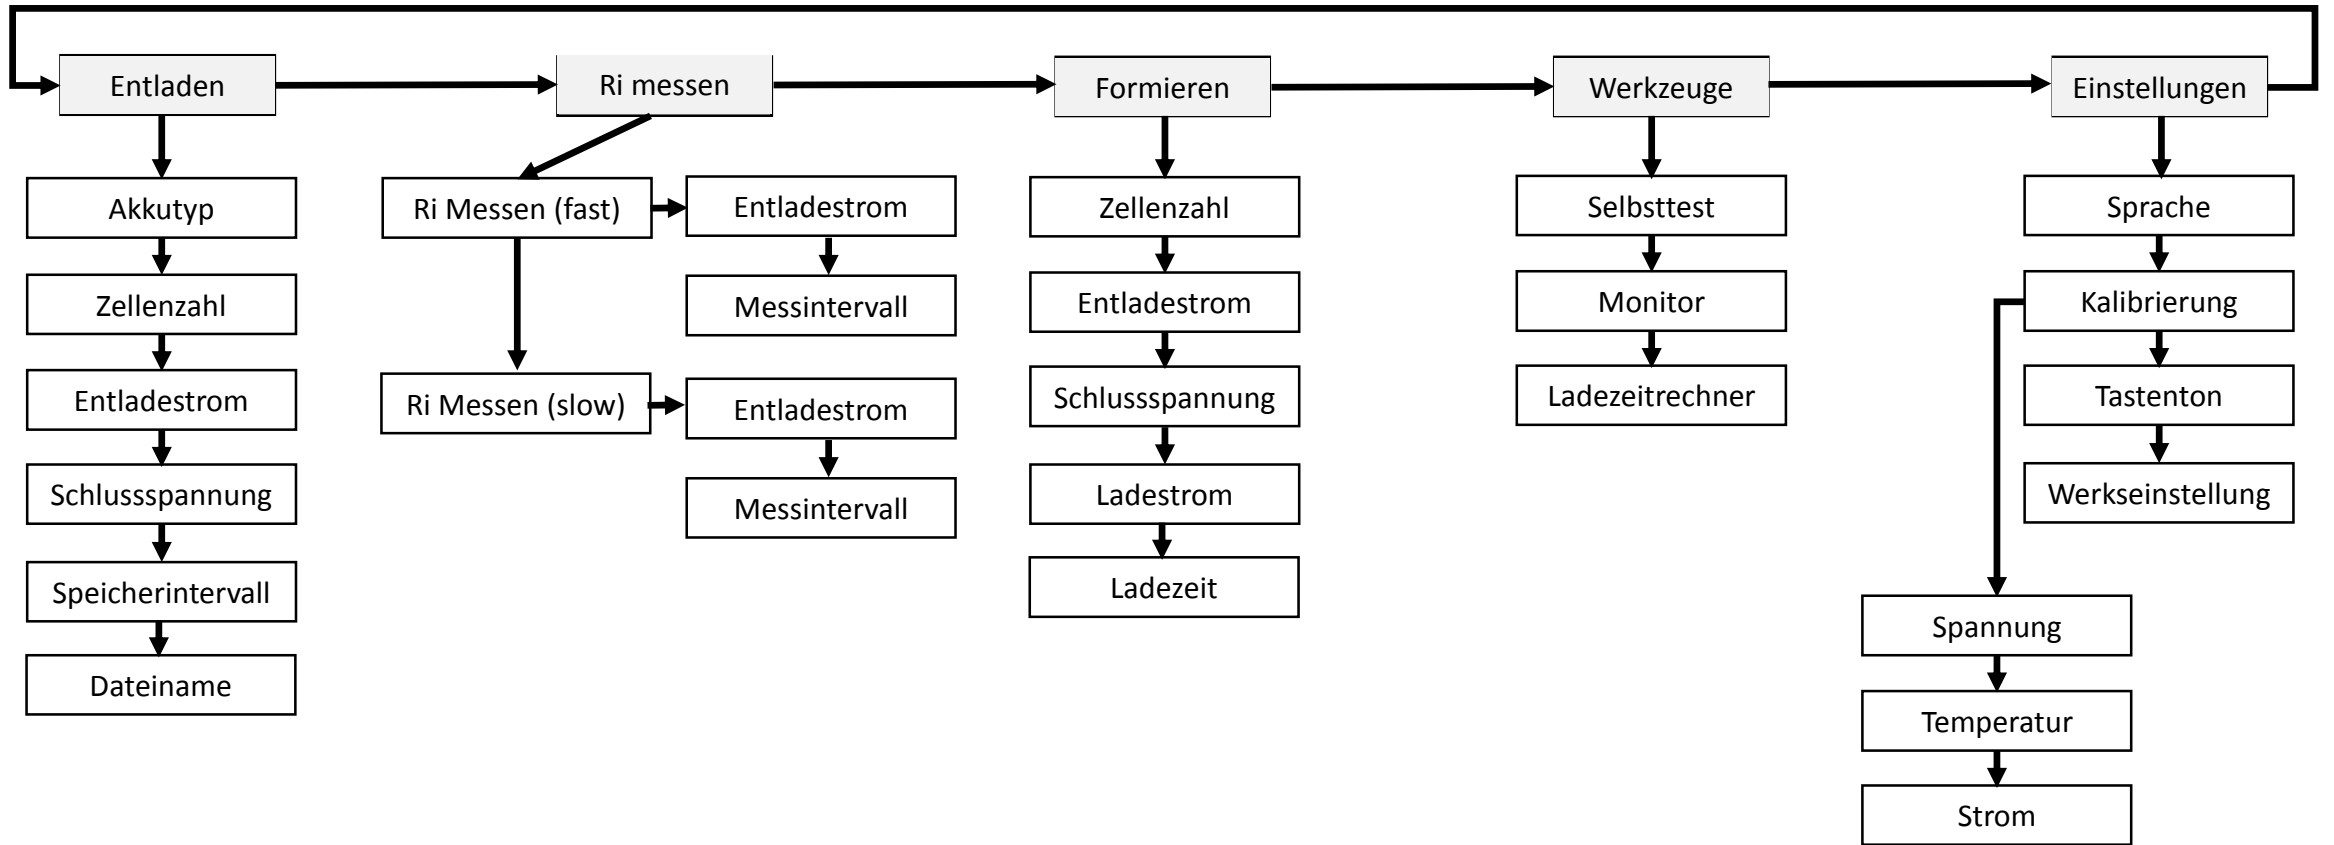 Entladen
Ri messen
Formieren
Werkzeuge
Einstellungen
Akkutyp
Zellenzahl
Entladestrom
Schlussspannung
Speicherintervall
Dateiname
Ri Messen (fast)
Entladestrom
Messintervall
Ri Messen (slow)
Entladestrom
Messintervall
Zellenzahl
Entladestrom
Schlussspannung
Ladestrom
Ladezeit
Selbsttest
Monitor
Ladezeitrechner
Sprache
Kalibrierung
Tastenton
Werkseinstellung
Spannung
Temperatur
Strom